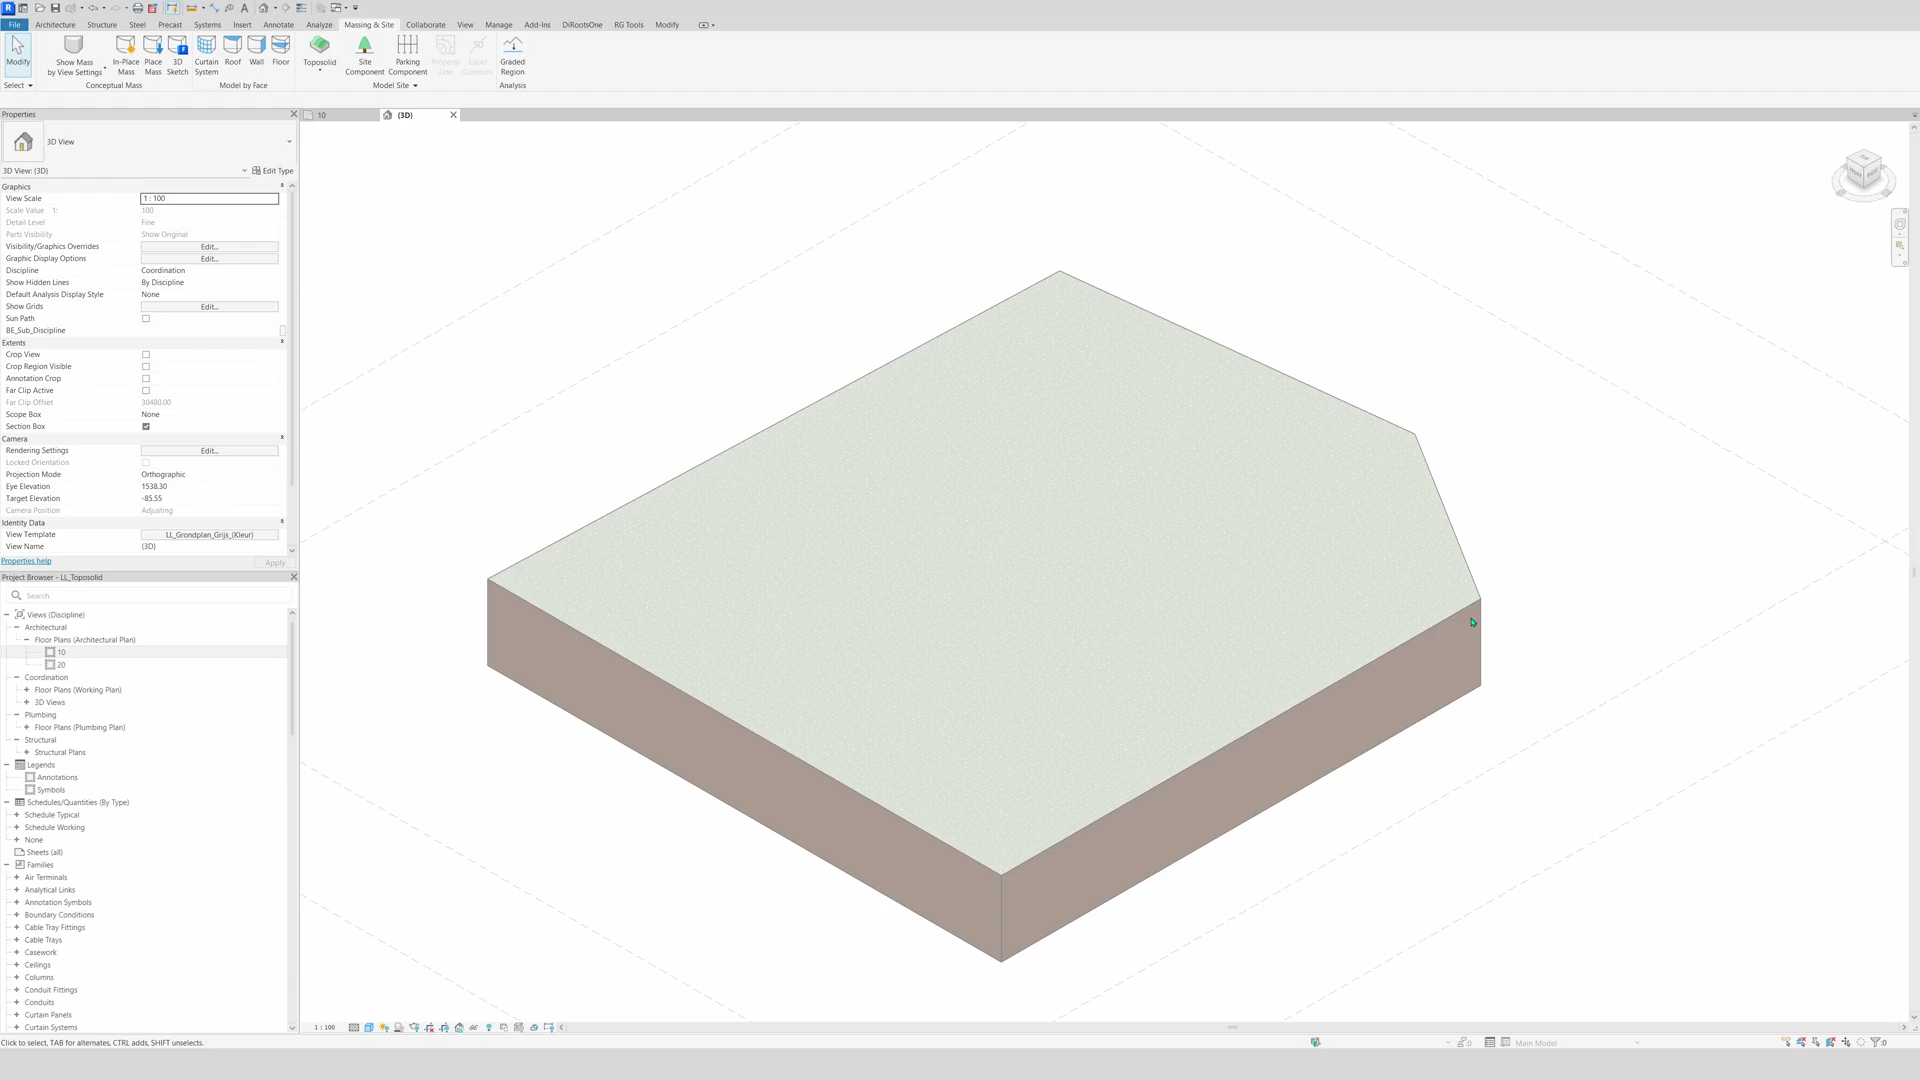 File Architecture Structure Steel Precast Systems Insert Annotate Analyze Massing & Site Collaborate View Manage Add-Ins DiRootsOne RG Tools Modify
Modify
Show Mass
by View Settings
In-Place
Mass
Place
Mass
3D
Sketch
Curtain
System
Roof
Wall
Floor
Toposolid
Site
Component
Parking
Component
Property
Line
Label
Contours
Graded
Region
Select
Conceptual Mass
Model by Face
Model Site
Analysis
Properties
10
(3D)
3D View
3D View: (3D)
Edit Type
Graphics
View Scale 1 : 100
Scale Value 1: 100
Detail Level Fine
Parts Visibility Show Original
Visibility/Graphics Overrides Edit...
Graphic Display Options Edit...
Discipline Coordination
Show Hidden Lines By Discipline
Default Analysis Display Style None
Show Grids Edit...
Sun Path
BE_Sub_Discipline
Extents
Crop View
Crop Region Visible
Annotation Crop
Far Clip Active
Far Clip Offset 30480.00
Scope Box None
Section Box
Camera
Rendering Settings Edit...
Locked Orientation
Projection Mode Orthographic
Eye Elevation 1538.30
Target Elevation -85.55
Camera Position Adjusting
Identity Data
View Template LL_Grondplan_Grijs_(Kleur)
View Name (3D)
Properties help
Apply
Project Browser - LL_Toposolid
Search
Views (Discipline)
Architectural
Floor Plans (Architectural Plan)
10
20
Coordination
Floor Plans (Working Plan)
3D Views
Plumbing
Floor Plans (Plumbing Plan)
Structural
Structural Plans
Legends
Annotations
Symbols
Schedules/Quantities (By Type)
Schedule Typical
Schedule Working
None
Sheets (all)
Families
Air Terminals
Analytical Links
Annotation Symbols
Boundary Conditions
Cable Tray Fittings
Cable Trays
Casework
Ceilings
Columns
Conduit Fittings
Conduits
Curtain Panels
Curtain Systems
1 : 100
Click to select, TAB for alternates, CTRL adds, SHIFT unselects.
:0
Main Model
:0